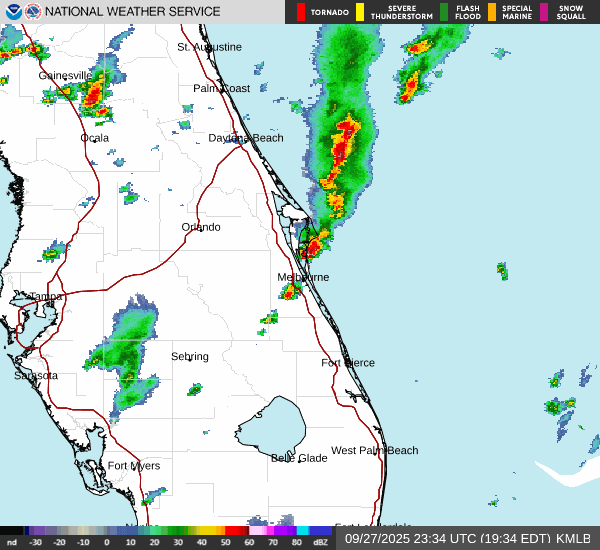 NATIONAL WEATHER SERVICE
TORNADO
SEVERE THUNDERSTORM
FLASH FLOOD
SPECIAL MARINE
SNOW SQUALL
St. Augustine
Gainesville
Palm Coast
Ocala
Daytona Beach
Orlando
Melbourne
Tampa
Sebring
Fort Pierce
Sarasota
West Palm Beach
Belle Glade
Fort Myers
nd -30 -20 -10 0 10 20 30 40 50 60 70 80 dBZ
09/27/2025 23:34 UTC (19:34 EDT) KMLB